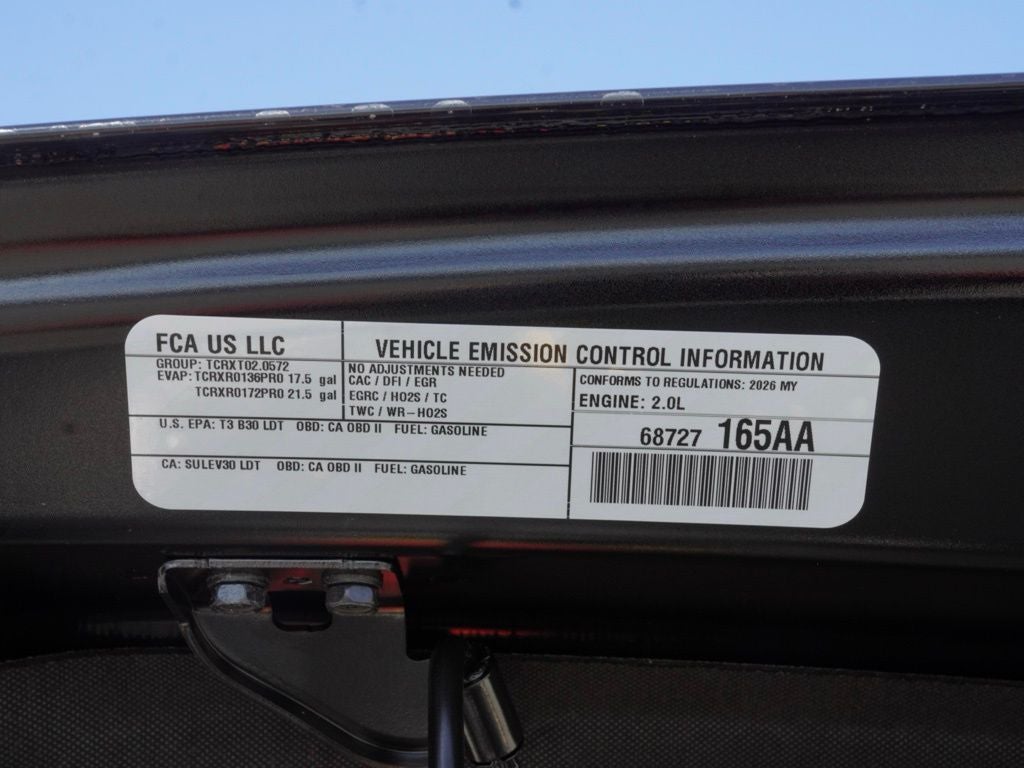 FCA US LLC
GROUP: TCRXT02.0572
EVAP: TCRXR0136PR0 17.5 gal
TCRXR0172PR0 21.5 gal
VEHICLE EMISSION CONTROL INFORMATION
NO ADJUSTMENTS NEEDED
CAC / DFI / EGR
EGRC / HO2S / TC
TWC / WR-HO2S
CONFORMS TO REGULATIONS: 2026 MY
ENGINE: 2.0L
U.S. EPA: T3 B30 LDT OBD: CA OBD II FUEL: GASOLINE
CA: SULEV30 LDT OBD: CA OBD II FUEL: GASOLINE
68727 165AA